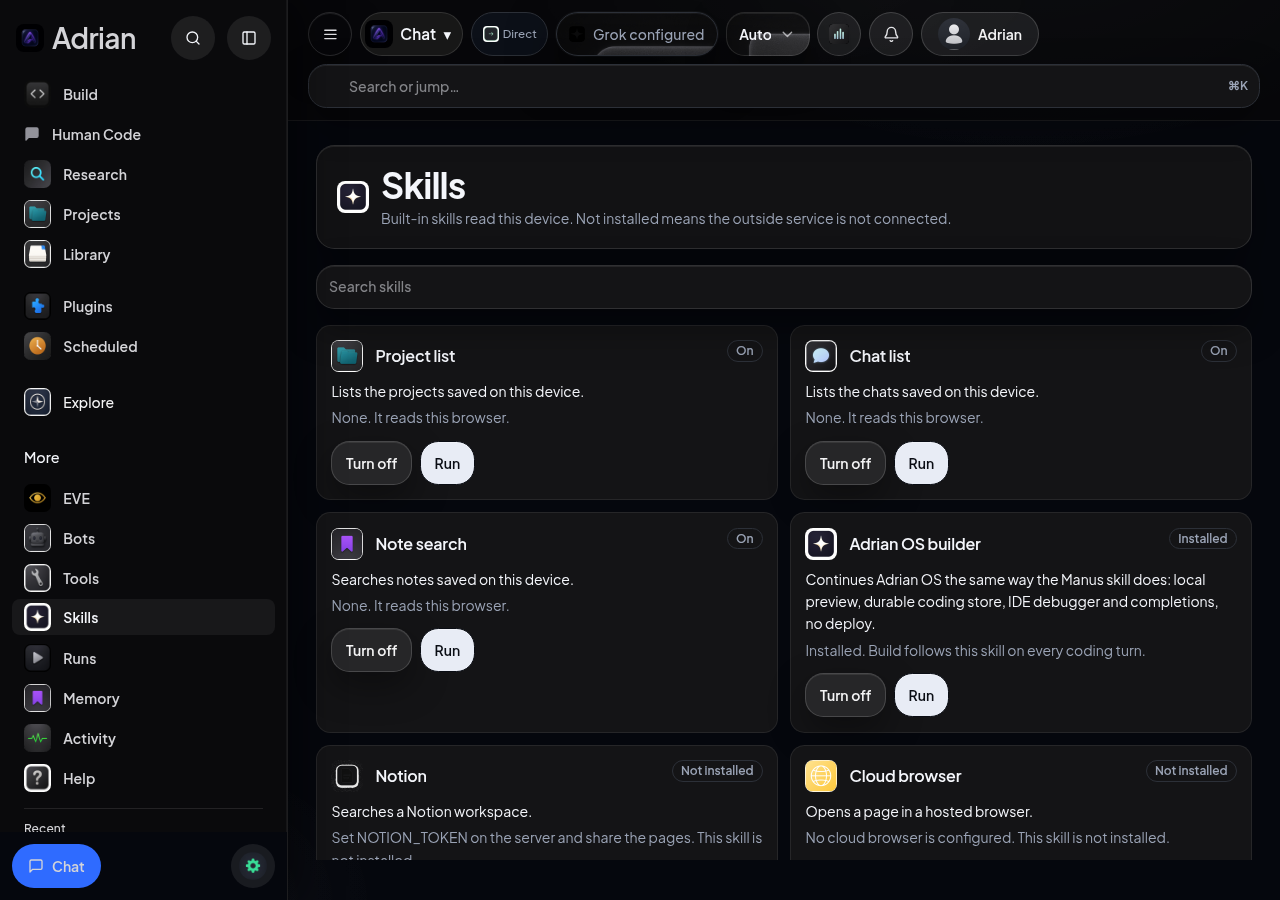 Adrian
Build
Human Code
Research
Projects
Library
Plugins
Scheduled
Explore
More
EVE
Bots
Tools
Skills
Runs
Memory
Activity
Help
Recent
Chat
Chat ▾
Direct
Grok configured
Auto
Adrian
Search or jump…
⌘K
Skills
Built-in skills read this device. Not installed means the outside service is not connected.
Search skills
Project list
On
Lists the projects saved on this device.
None. It reads this browser.
Turn off
Run
Chat list
On
Lists the chats saved on this device.
None. It reads this browser.
Turn off
Run
Note search
On
Searches notes saved on this device.
None. It reads this browser.
Turn off
Run
Adrian OS builder
Installed
Continues Adrian OS the same way the Manus skill does: local
preview, durable coding store, IDE debugger and completions,
no deploy.
Installed. Build follows this skill on every coding turn.
Turn off
Run
Notion
Not installed
Searches a Notion workspace.
Set NOTION_TOKEN on the server and share the pages. This skill is
not installed.
Cloud browser
Not installed
Opens a page in a hosted browser.
No cloud browser is configured. This skill is not installed.